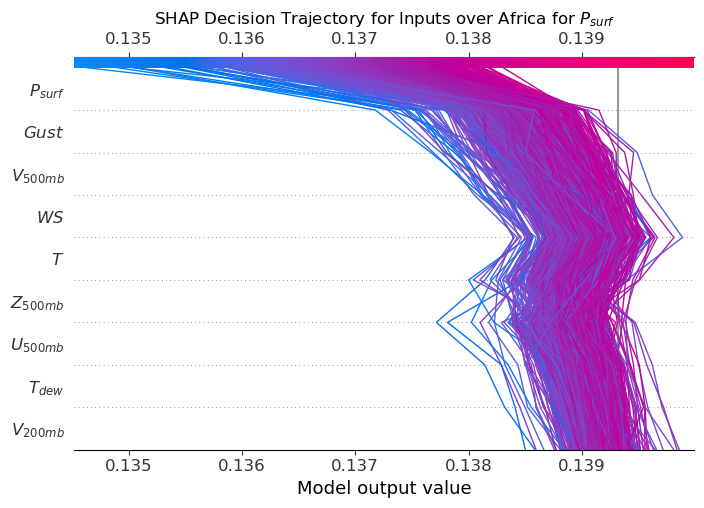 SHAP Decision Trajectory for Inputs over Africa for P_surf
0.135 0.136 0.137 0.138 0.139
P_surf
Gust
V_500mb
WS
T
Z_500mb
U_500mb
T_dew
V_200mb
0.135 0.136 0.137 0.138 0.139
Model output value